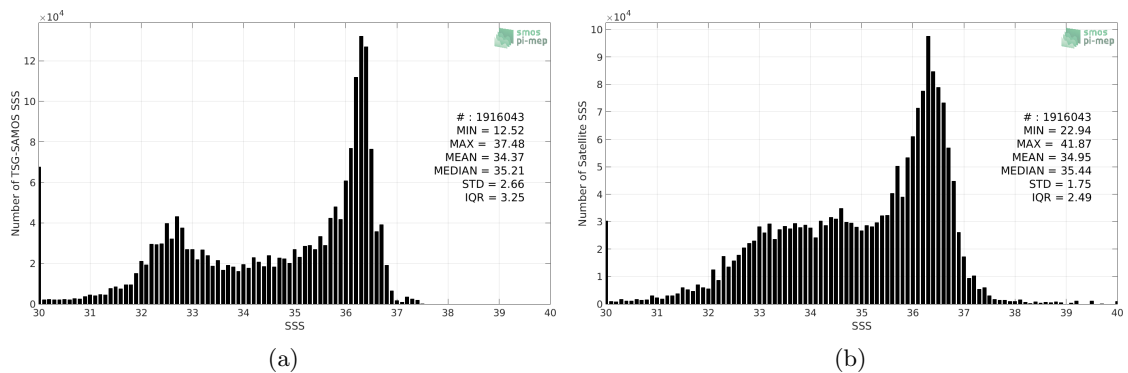 ×10⁴
12
10
8
6
4
2
0
Number of TSG-SAMOS SSS
smos
pi-mep
# : 1916043
MIN = 12.52
MAX = 37.48
MEAN = 34.37
MEDIAN = 35.21
STD = 2.66
IQR = 3.25
30 31 32 33 34 35 36 37 38 39 40
SSS
(a)
×10⁴
10
9
8
7
6
5
4
3
2
1
0
Number of Satellite SSS
smos
pi-mep
# : 1916043
MIN = 22.94
MAX = 41.87
MEAN = 34.95
MEDIAN = 35.44
STD = 1.75
IQR = 2.49
30 31 32 33 34 35 36 37 38 39 40
SSS
(b)